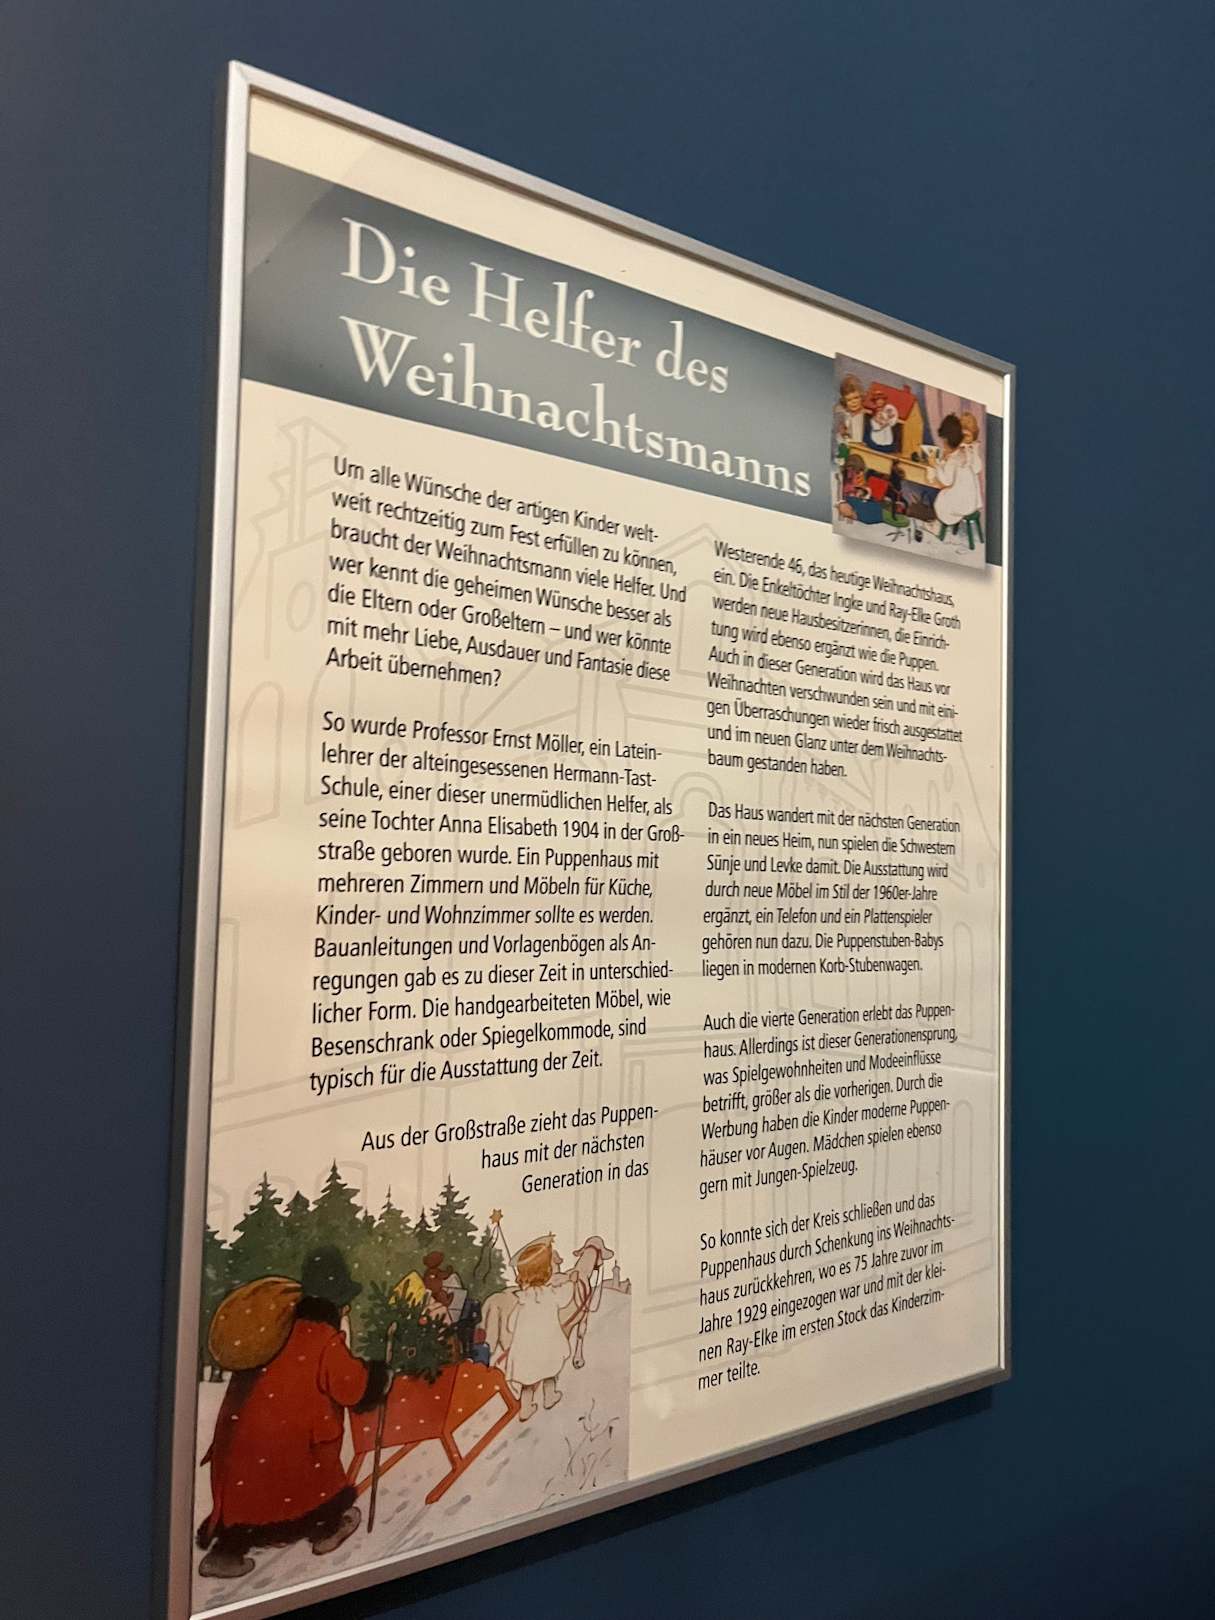 Die Helfer des
Weihnachtsmanns
Um alle Wünsche der artigen Kinder welt-
weit rechtzeitig zum Fest erfüllen zu können,
braucht der Weihnachtsmann viele Helfer. Und
wer kennt die geheimen Wünsche besser als
die Eltern oder Großeltern – und wer könnte
mit mehr Liebe, Ausdauer und Fantasie diese
Arbeit übernehmen?
So wurde Professor Ernst Möller, ein Latein-
lehrer der alteingesessenen Hermann-Tast-
Schule, einer dieser unermüdlichen Helfer, als
seine Tochter Anna Elisabeth 1904 in der Groß-
straße geboren wurde. Ein Puppenhaus mit
mehreren Zimmern und Möbeln für Küche,
Kinder- und Wohnzimmer sollte es werden.
Bauanleitungen und Vorlagenbögen als An-
regungen gab es zu dieser Zeit in unterschied-
licher Form. Die handgearbeiteten Möbel, wie
Besenschrank oder Spiegelkommode, sind
typisch für die Ausstattung der Zeit.
Aus der Großstraße zieht das Puppen-
haus mit der nächsten
Generation in das
Westerende 46, das heutige Weihnachtshaus,
ein. Die Enkeltöchter Ingke und Ray-Elke Groth
werden neue Hausbesitzerinnen, die Einrich-
tung wird ebenso ergänzt wie die Puppen.
Auch in dieser Generation wird das Haus vor
Weihnachten verschwunden sein und mit eini-
gen Überraschungen wieder frisch ausgestattet
und im neuen Glanz unter dem Weihnachts-
baum gestanden haben.
Das Haus wandert mit der nächsten Generation
in ein neues Heim, nun spielen die Schwestern
Sünje und Levke damit. Die Ausstattung wird
durch neue Möbel im Stil der 1960er-Jahre
ergänzt, ein Telefon und ein Plattenspieler
gehören nun dazu. Die Puppenstuben-Babys
liegen in modernen Korb-Stubenwagen.
Auch die vierte Generation erlebt das Puppen-
haus. Allerdings ist dieser Generationensprung,
was Spielgewohnheiten und Modeeinflüsse
betrifft, größer als die vorherigen. Durch die
Werbung haben die Kinder moderne Puppen-
häuser vor Augen. Mädchen spielen ebenso
gern mit Jungen-Spielzeug.
So konnte sich der Kreis schließen und das
Puppenhaus durch Schenkung ins Weihnachts-
haus zurückkehren, wo es 75 Jahre zuvor im
Jahre 1929 eingezogen war und mit der klei-
nen Ray-Elke im ersten Stock das Kinderzim-
mer teilte.